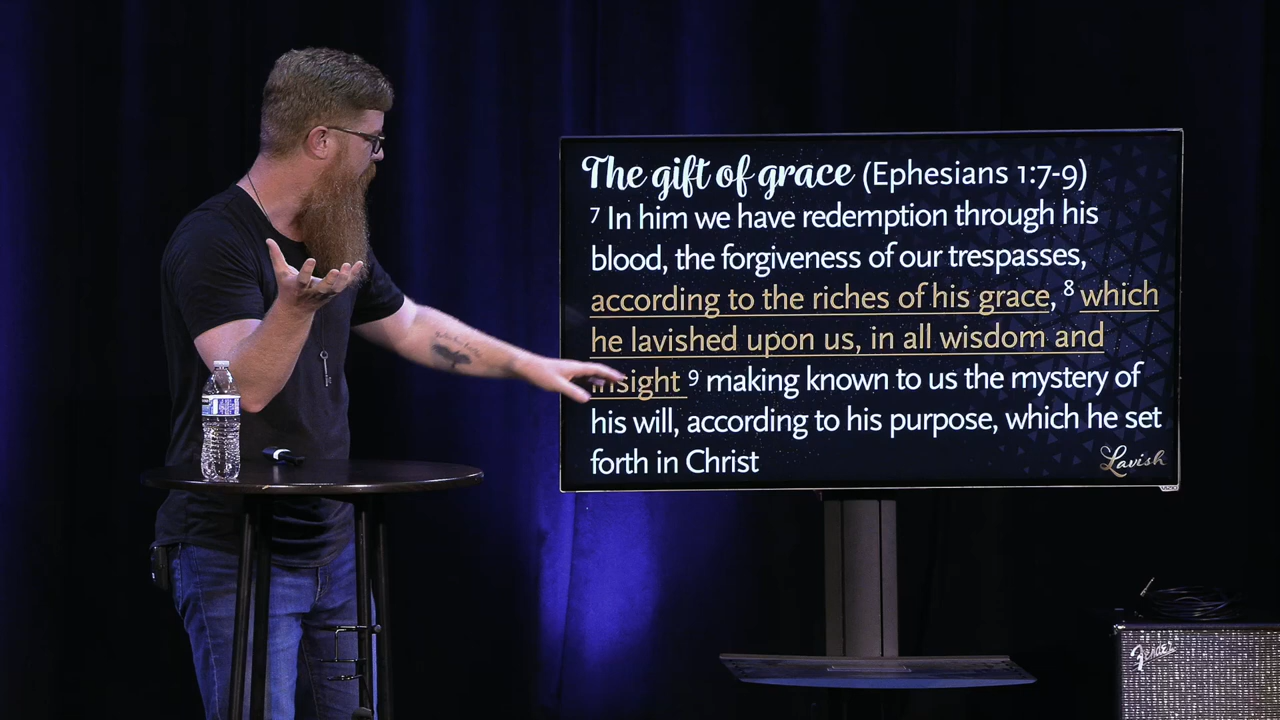 The gift of grace (Ephesians 1:7-9)
⁷ In him we have redemption through his
blood, the forgiveness of our trespasses,
according to the riches of his grace, ⁸ which
he lavished upon us, in all wisdom and
insight ⁹ making known to us the mystery of
his will, according to his purpose, which he set
forth in Christ
Lavish
VIZIO
Fender